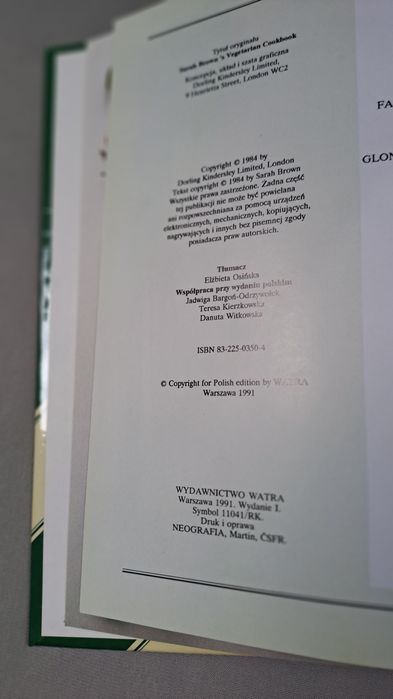 Tytuł oryginału
Sarah Brown's Vegetarian Cookbook
Koncepcja, układ i szata graficzna
Dorling Kindersley Limited,
9 Henrietta Street, London WC2
Copyright © 1984 by
Dorling Kindersley Limited, London
Tekst copyright © 1984 by Sarah Brown
Wszystkie prawa zastrzeżone. Żadna część
tej publikacji nie może być powielana
ani rozpowszechniana za pomocą urządzeń
elektronicznych, mechanicznych, kopiujących,
nagrywających i innych bez pisemnej zgody
posiadacza praw autorskich.
Tłumacz
Elżbieta Osińska
Współpraca przy wydaniu polskim
Jadwiga Bargoń-Odrzywołek
Teresa Kierzkowska
Danuta Witkowska
ISBN 83-225-0350-4
© Copyright for Polish edition by WATRA
Warszawa 1991
WYDAWNICTWO WATRA
Warszawa 1991. Wydanie I.
Symbol 11041/RK.
Druk i oprawa
NEOGRAFIA, Martin, ČSFR.
FA
GLON